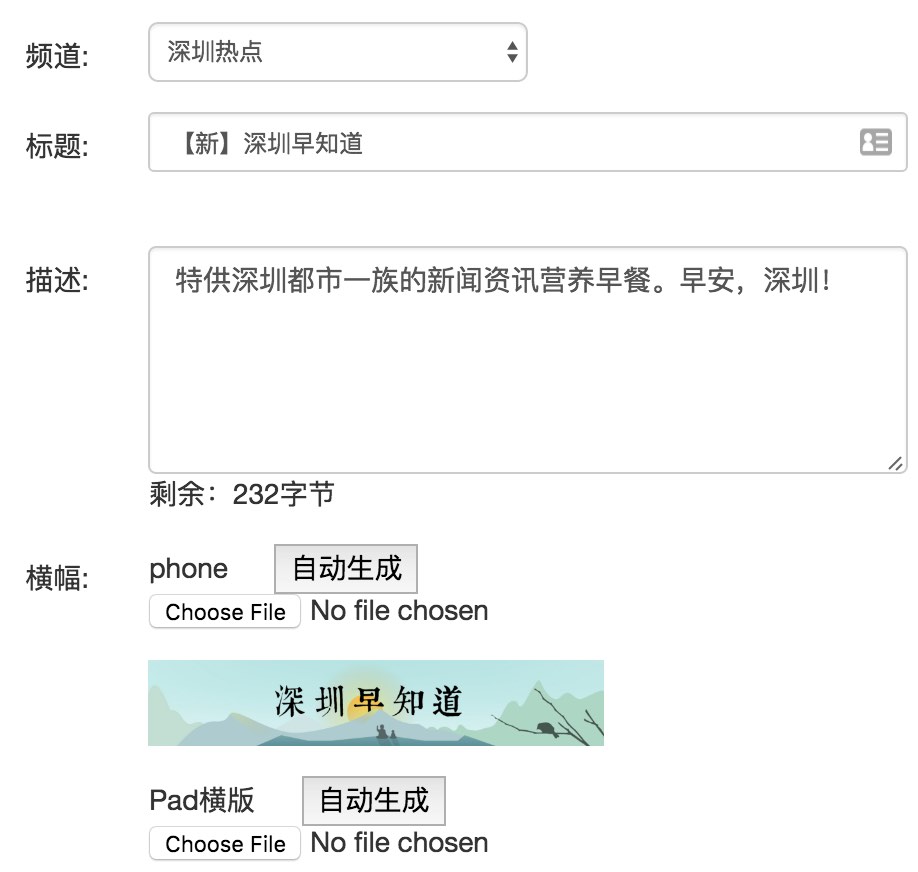 频道: 深圳热点
标题: 【新】深圳早知道
描述: 特供深圳都市一族的新闻资讯营养早餐。早安，深圳！
剩余：232字节
横幅: phone 自动生成
Choose File No file chosen
深圳早知道
Pad横版 自动生成
Choose File No file chosen